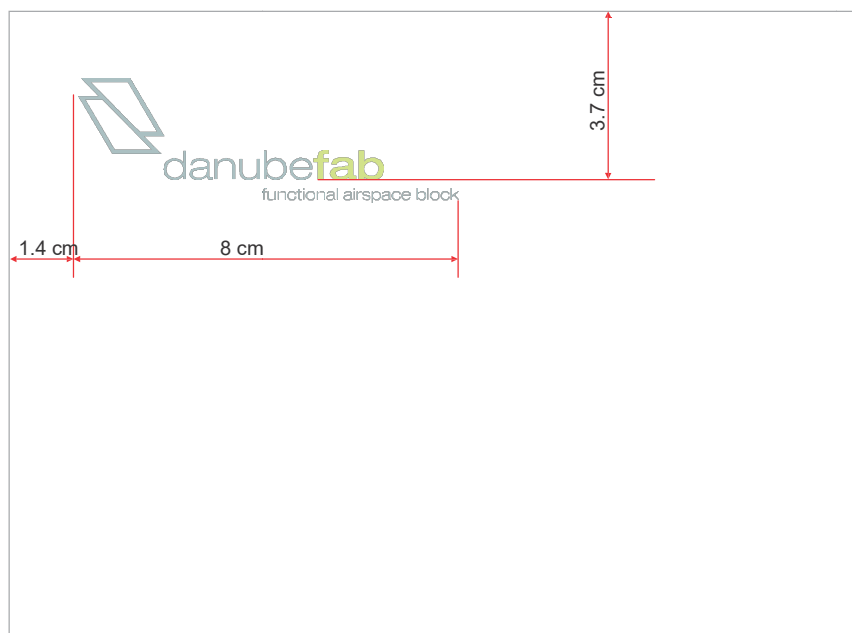 3.7 cm
danubefab
functional airspace block
1.4 cm
8 cm